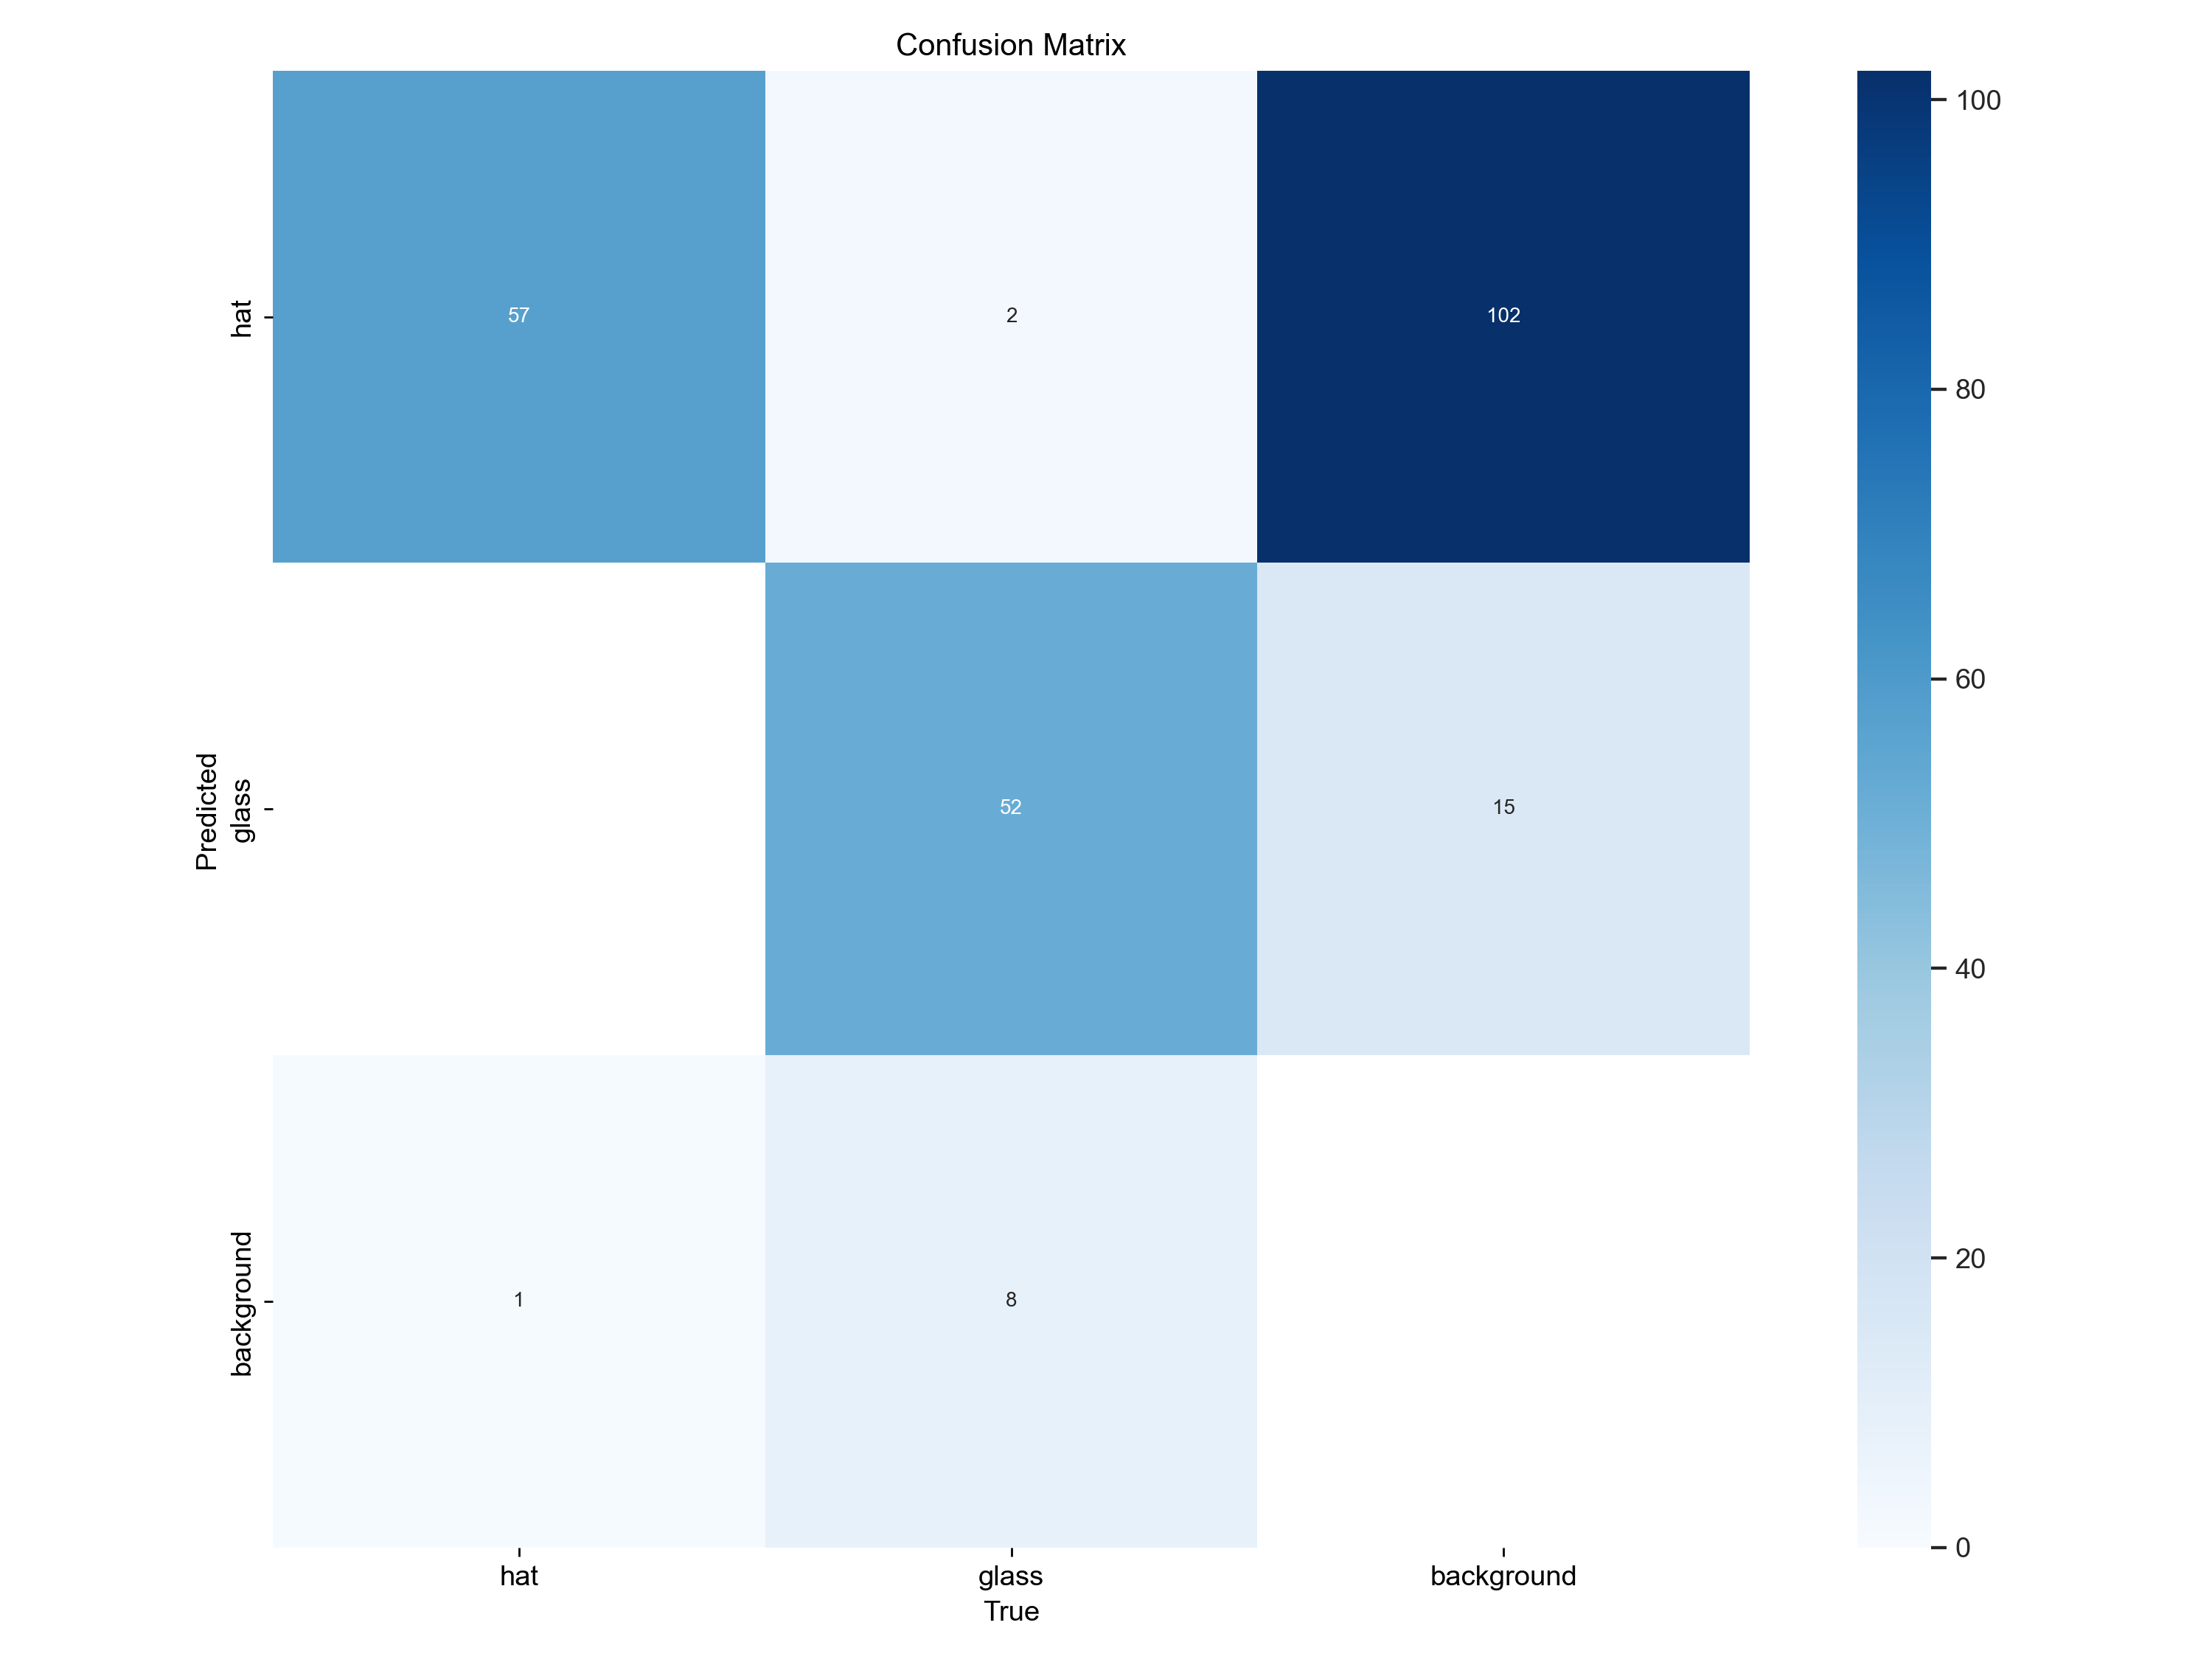 Confusion Matrix
hat
57
2
102
100
80
60
40
20
0
Predicted
glass
52
15
background
1
8
hat
glass
background
True